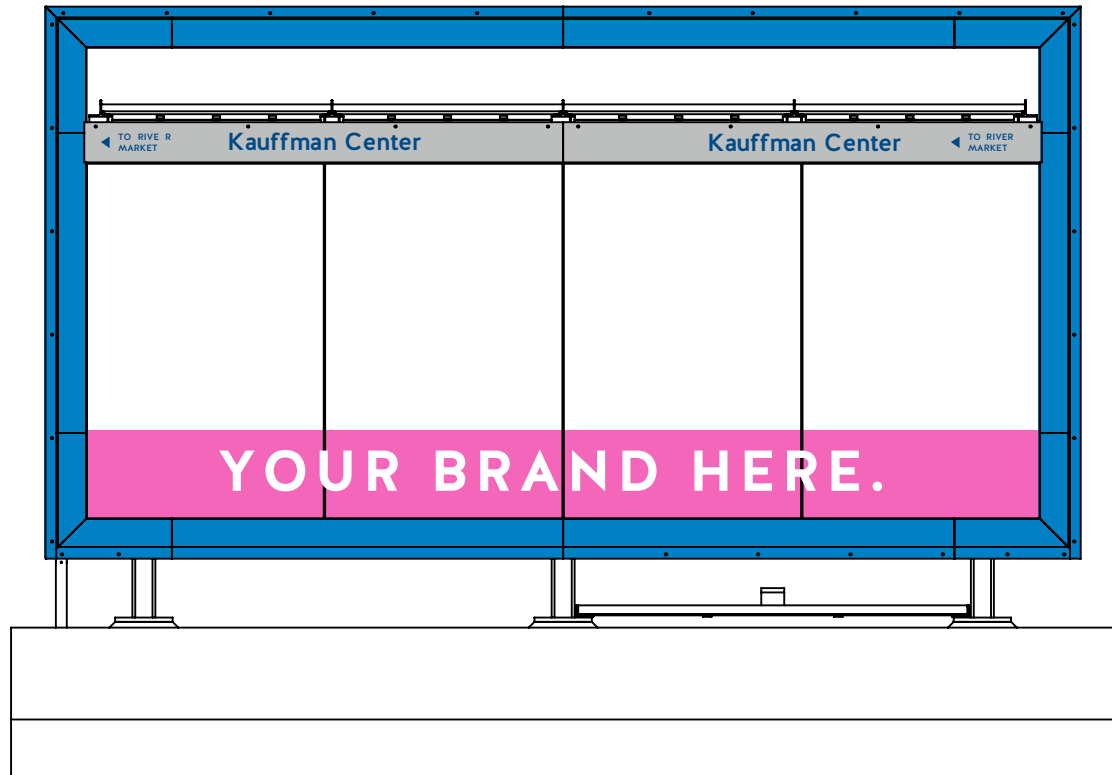 TO RIVE R
MARKET
Kauffman Center
Kauffman Center
TO RIVER
MARKET
YOUR BRAND HERE.